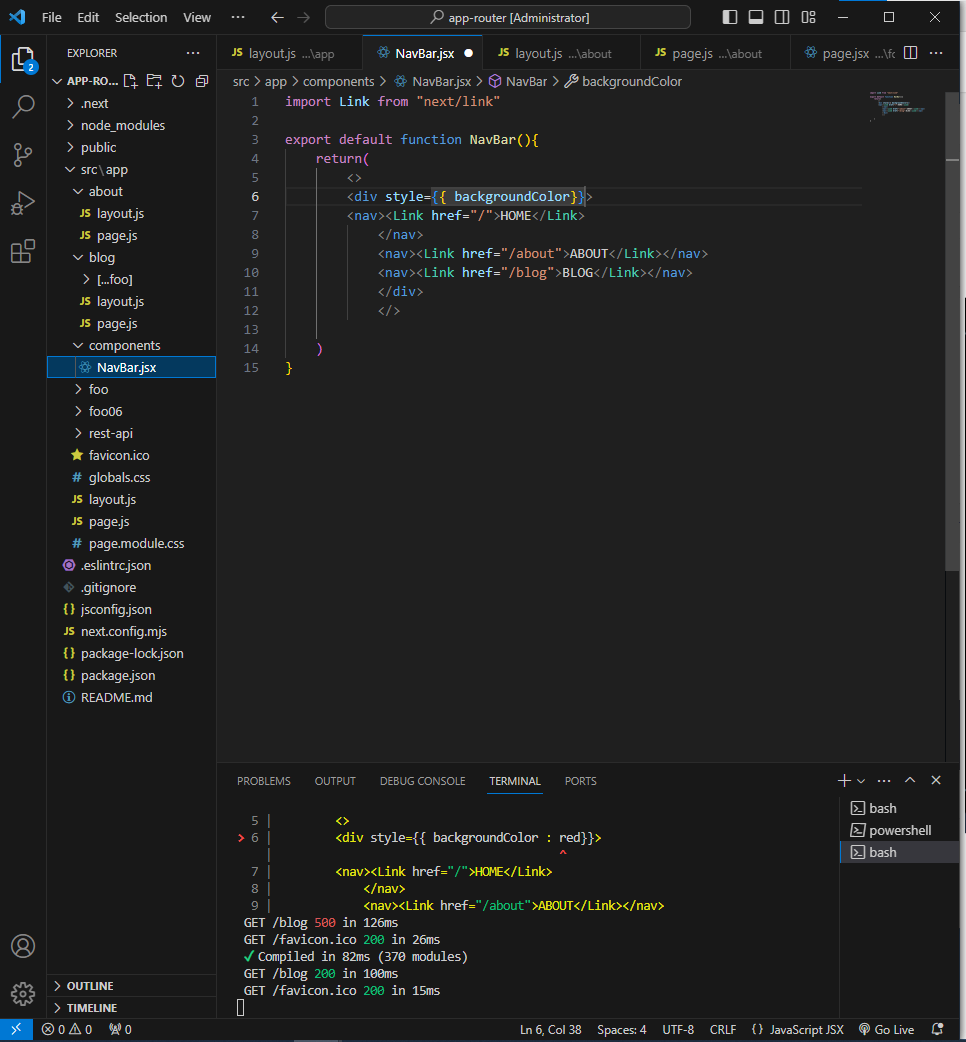 File Edit Selection View ··· app-router [Administrator]
EXPLORER ···
2
APP-RO...
.next
node_modules
public
src\app
about
JS layout.js
JS page.js
blog
[...foo]
JS layout.js
JS page.js
components
NavBar.jsx
foo
foo06
rest-api
favicon.ico
# globals.css
JS layout.js
JS page.js
# page.module.css
.eslintrc.json
.gitignore
{} jsconfig.json
JS next.config.mjs
{} package-lock.json
{} package.json
README.md
OUTLINE
TIMELINE
JS layout.js ...\app NavBar.jsx JS layout.js ...\about JS page.js ...\about page.jsx ...\fo ···
src > app > components > NavBar.jsx > NavBar > backgroundColor
1 import Link from "next/link"
2
3 export default function NavBar(){
4 return(
5 <>
6 <div style={{ backgroundColor}}>
7 <nav><Link href="/">HOME</Link>
8 </nav>
9 <nav><Link href="/about">ABOUT</Link></nav>
10 <nav><Link href="/blog">BLOG</Link></nav>
11 </div>
12 </>
13
14 )
15 }
PROBLEMS OUTPUT DEBUG CONSOLE TERMINAL PORTS
5 | <>
> 6 | <div style={{ backgroundColor : red}}>
| ^
7 | <nav><Link href="/">HOME</Link>
8 | </nav>
9 | <nav><Link href="/about">ABOUT</Link></nav>
GET /blog 500 in 126ms
GET /favicon.ico 200 in 26ms
✓ Compiled in 82ms (370 modules)
GET /blog 200 in 100ms
GET /favicon.ico 200 in 15ms
bash
powershell
bash
0 0 0 Ln 6, Col 38 Spaces: 4 UTF-8 CRLF {} JavaScript JSX Go Live